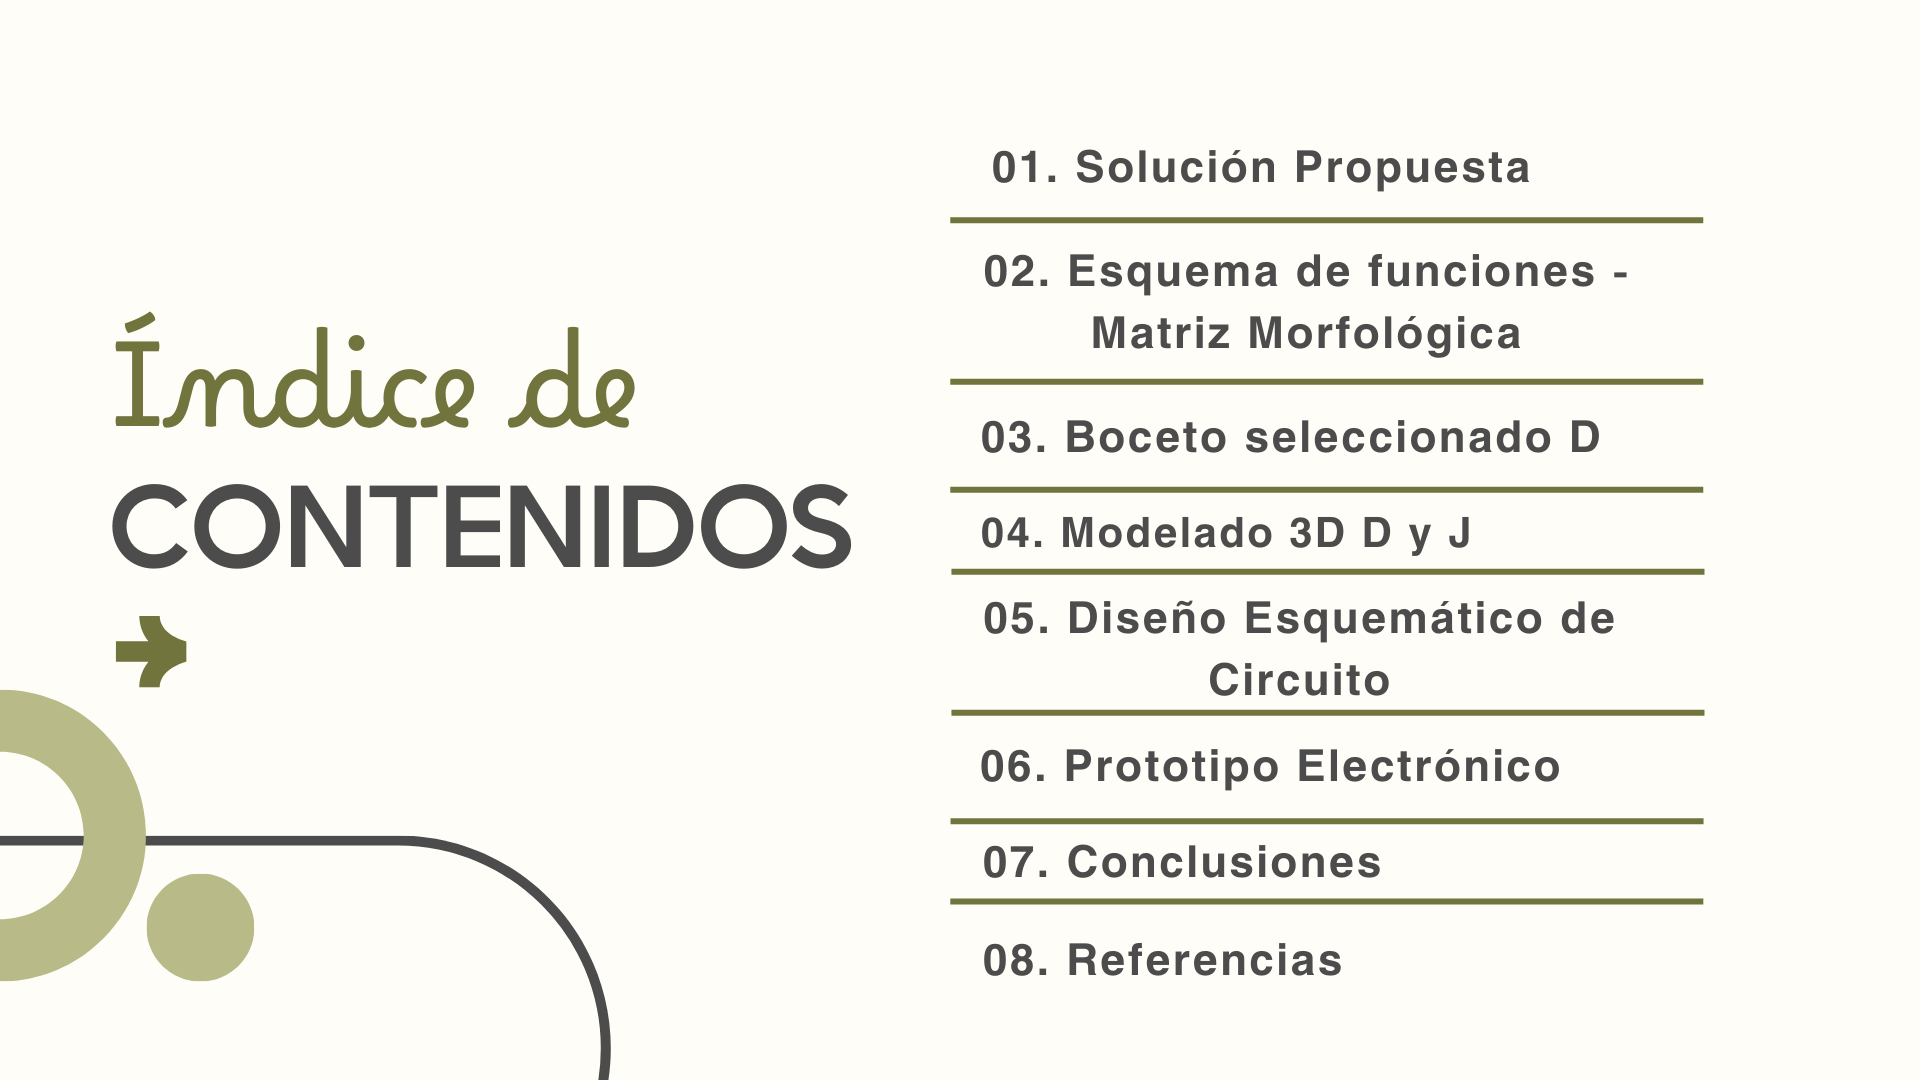 Índice de
CONTENIDOS
01. Solución Propuesta
02. Esquema de funciones -
Matriz Morfológica
03. Boceto seleccionado D
04. Modelado 3D D y J
05. Diseño Esquemático de
Circuito
06. Prototipo Electrónico
07. Conclusiones
08. Referencias